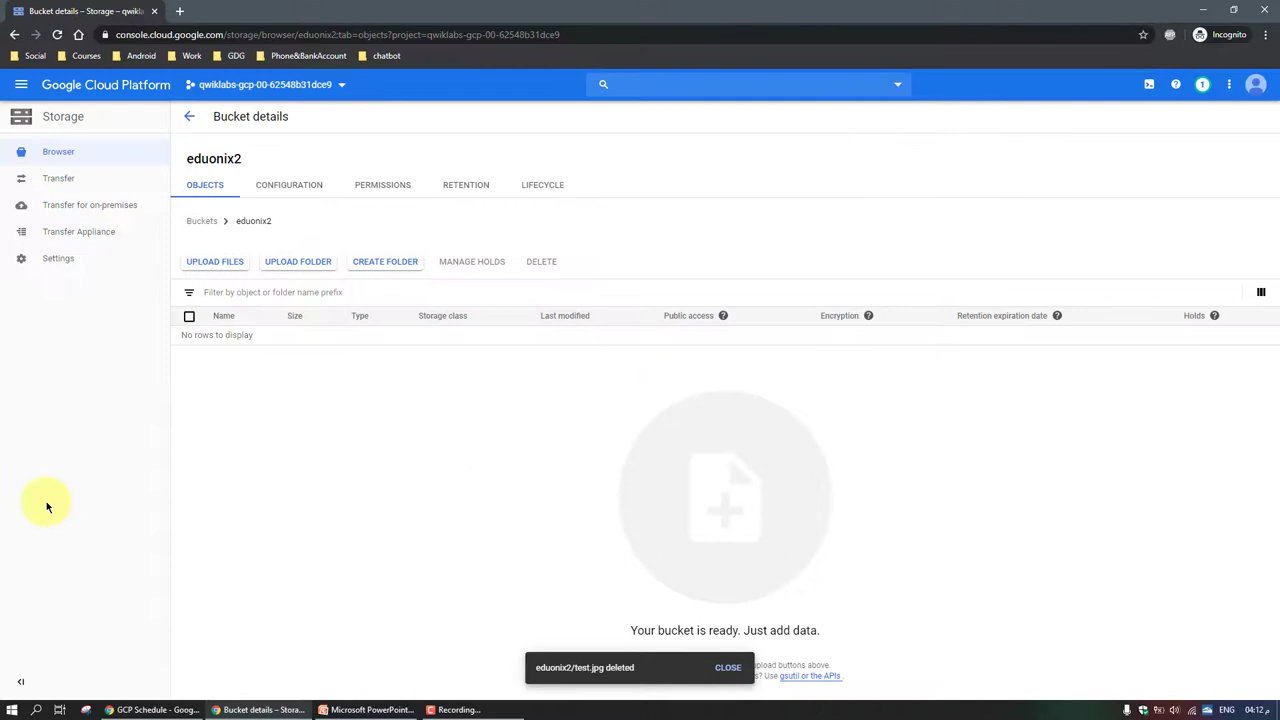 Bucket details – Storage – qwikla
console.cloud.google.com/storage/browser/eduonix2;tab=objects?project=qwiklabs-gcp-00-62548b31dce9
Incognito
Social
Courses
Android
Work
GDG
Phone&BankAccount
chatbot
Google Cloud Platform
qwiklabs-gcp-00-62548b31dce9
1
Storage
Bucket details
Browser
Transfer
Transfer for on-premises
Transfer Appliance
Settings
eduonix2
OBJECTS CONFIGURATION PERMISSIONS RETENTION LIFECYCLE
Buckets eduonix2
UPLOAD FILES UPLOAD FOLDER CREATE FOLDER MANAGE HOLDS DELETE
Filter by object or folder name prefix
Name Size Type Storage class Last modified Public access Encryption Retention expiration date Holds
No rows to display
Your bucket is ready. Just add data.
upload buttons above.
s? Use gsutil or the APIs.
eduonix2/test.jpg deleted CLOSE
GCP Schedule - Goog...
Bucket details – Stora...
Microsoft PowerPoint...
Recording...
ENG
04:12 م